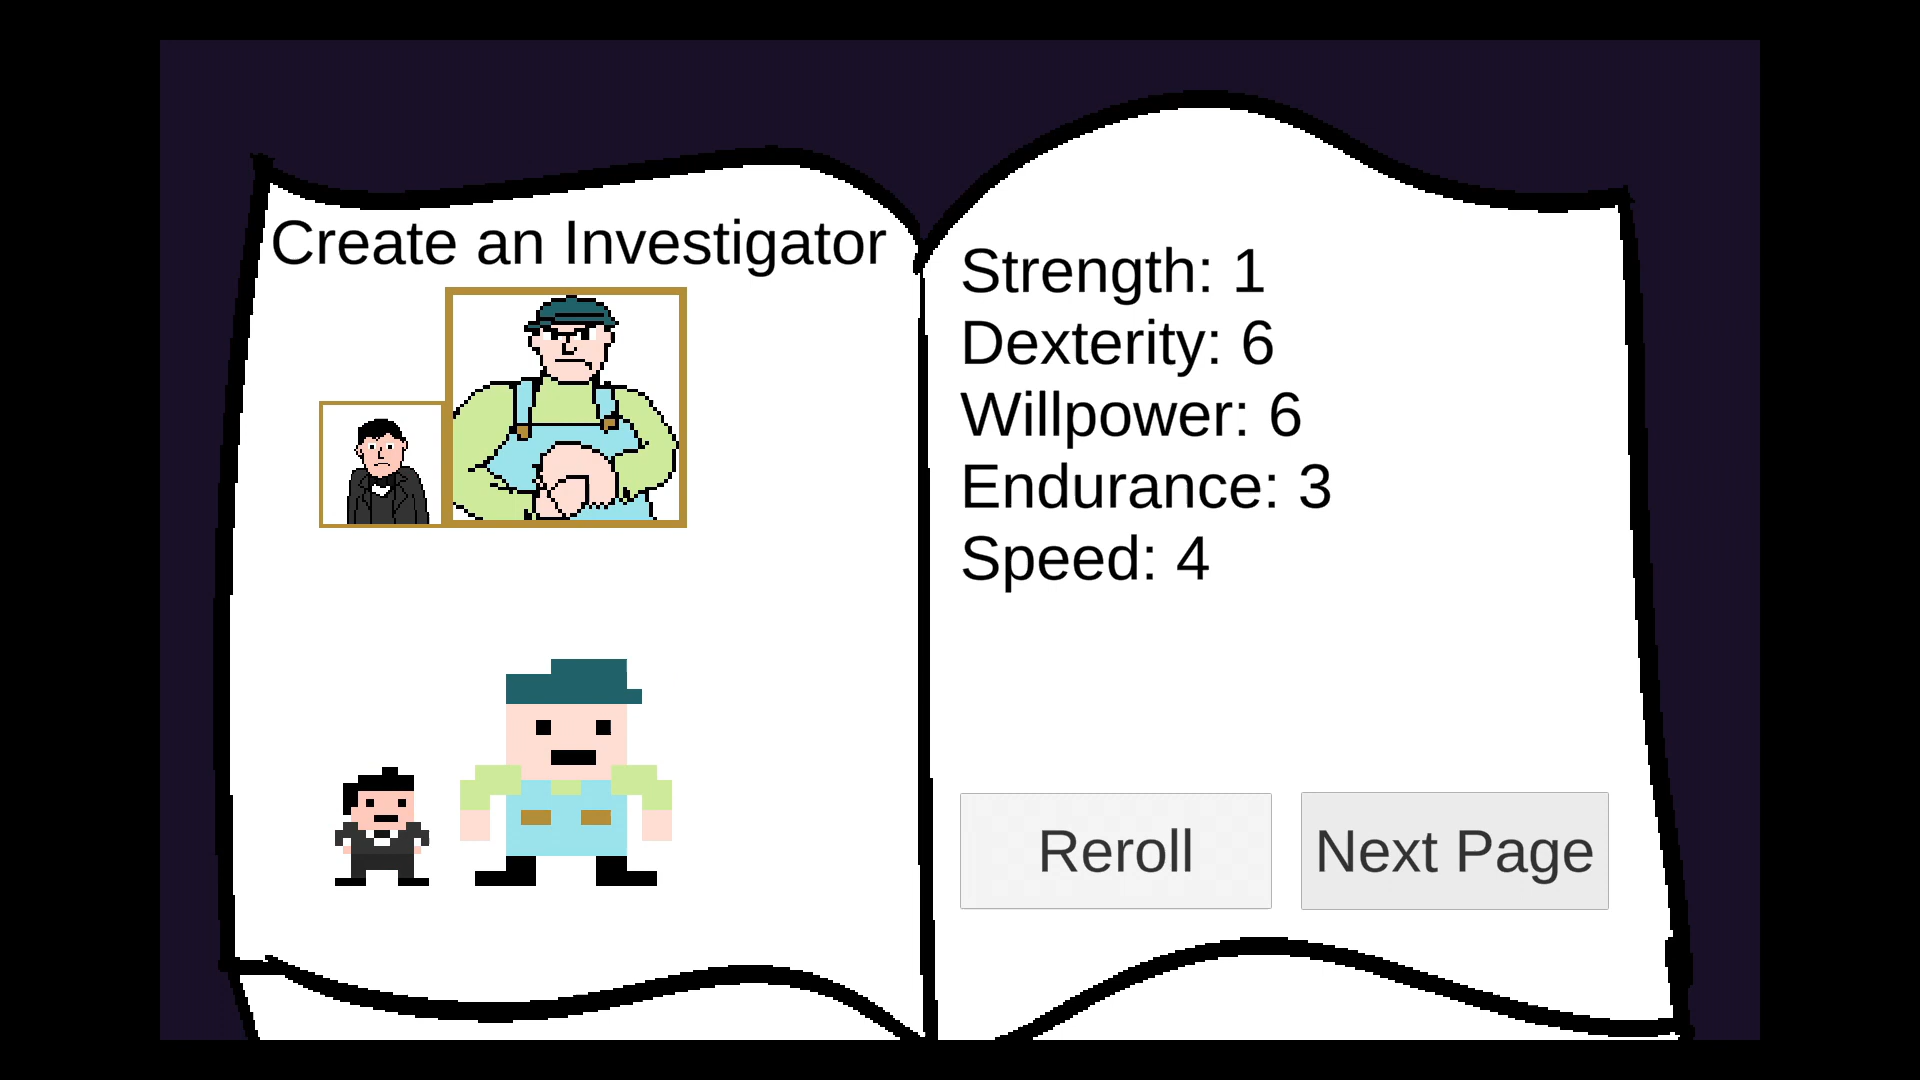 Create an Investigator
Strength: 1
Dexterity: 6
Willpower: 6
Endurance: 3
Speed: 4
Reroll
Next Page